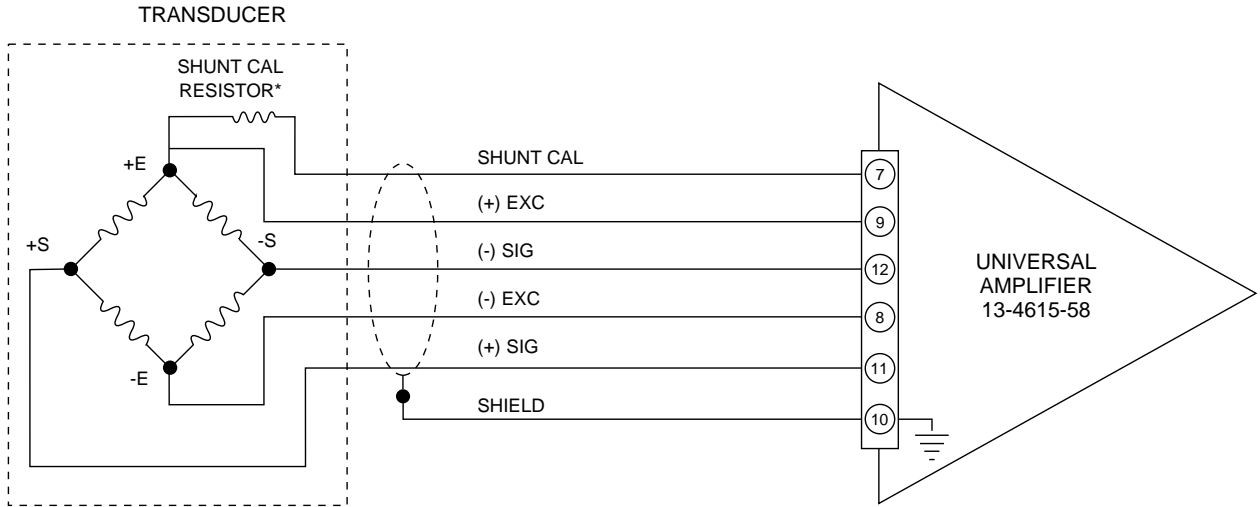 TRANSDUCER
SHUNT CAL
RESISTOR*
+E
+S
-S
-E
SHUNT CAL
(+) EXC
(-) SIG
(-) EXC
(+) SIG
SHIELD
7
9
12
8
11
10
UNIVERSAL
AMPLIFIER
13-4615-58